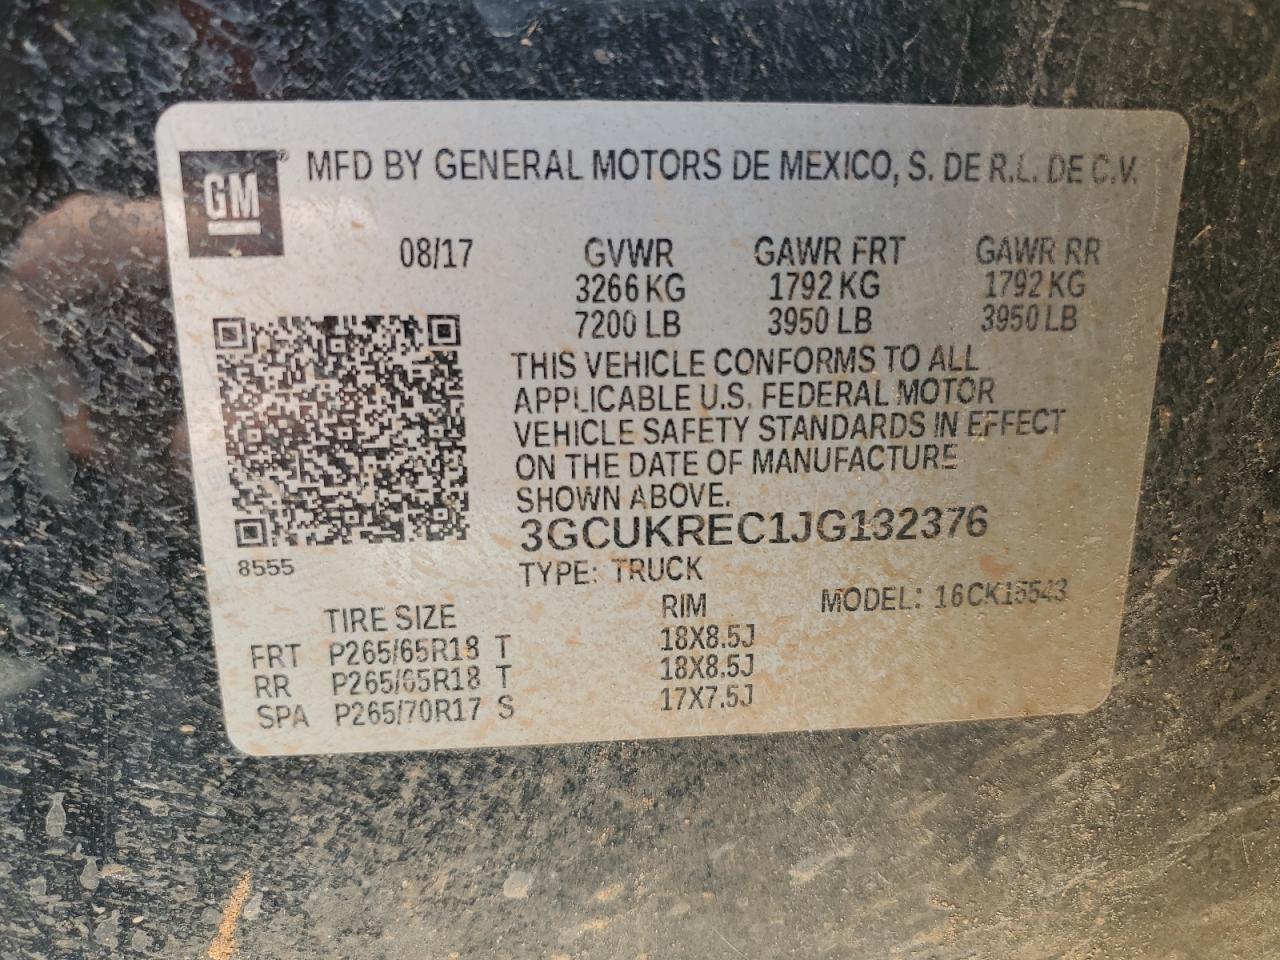 GM® MFD BY GENERAL MOTORS DE MEXICO, S. DE R.L. DE C.V.
08/17 GVWR GAWR FRT GAWR RR
3266 KG 1792 KG 1792 KG
7200 LB 3950 LB 3950 LB
THIS VEHICLE CONFORMS TO ALL
APPLICABLE U.S. FEDERAL MOTOR
VEHICLE SAFETY STANDARDS IN EFFECT
ON THE DATE OF MANUFACTURE
SHOWN ABOVE.
3GCUKREC1JG132376
8555
TYPE: TRUCK
TIRE SIZE RIM MODEL: 16CK15543
FRT P265/65R18 T 18X8.5J
RR P265/65R18 T 18X8.5J
SPA P265/70R17 S 17X7.5J